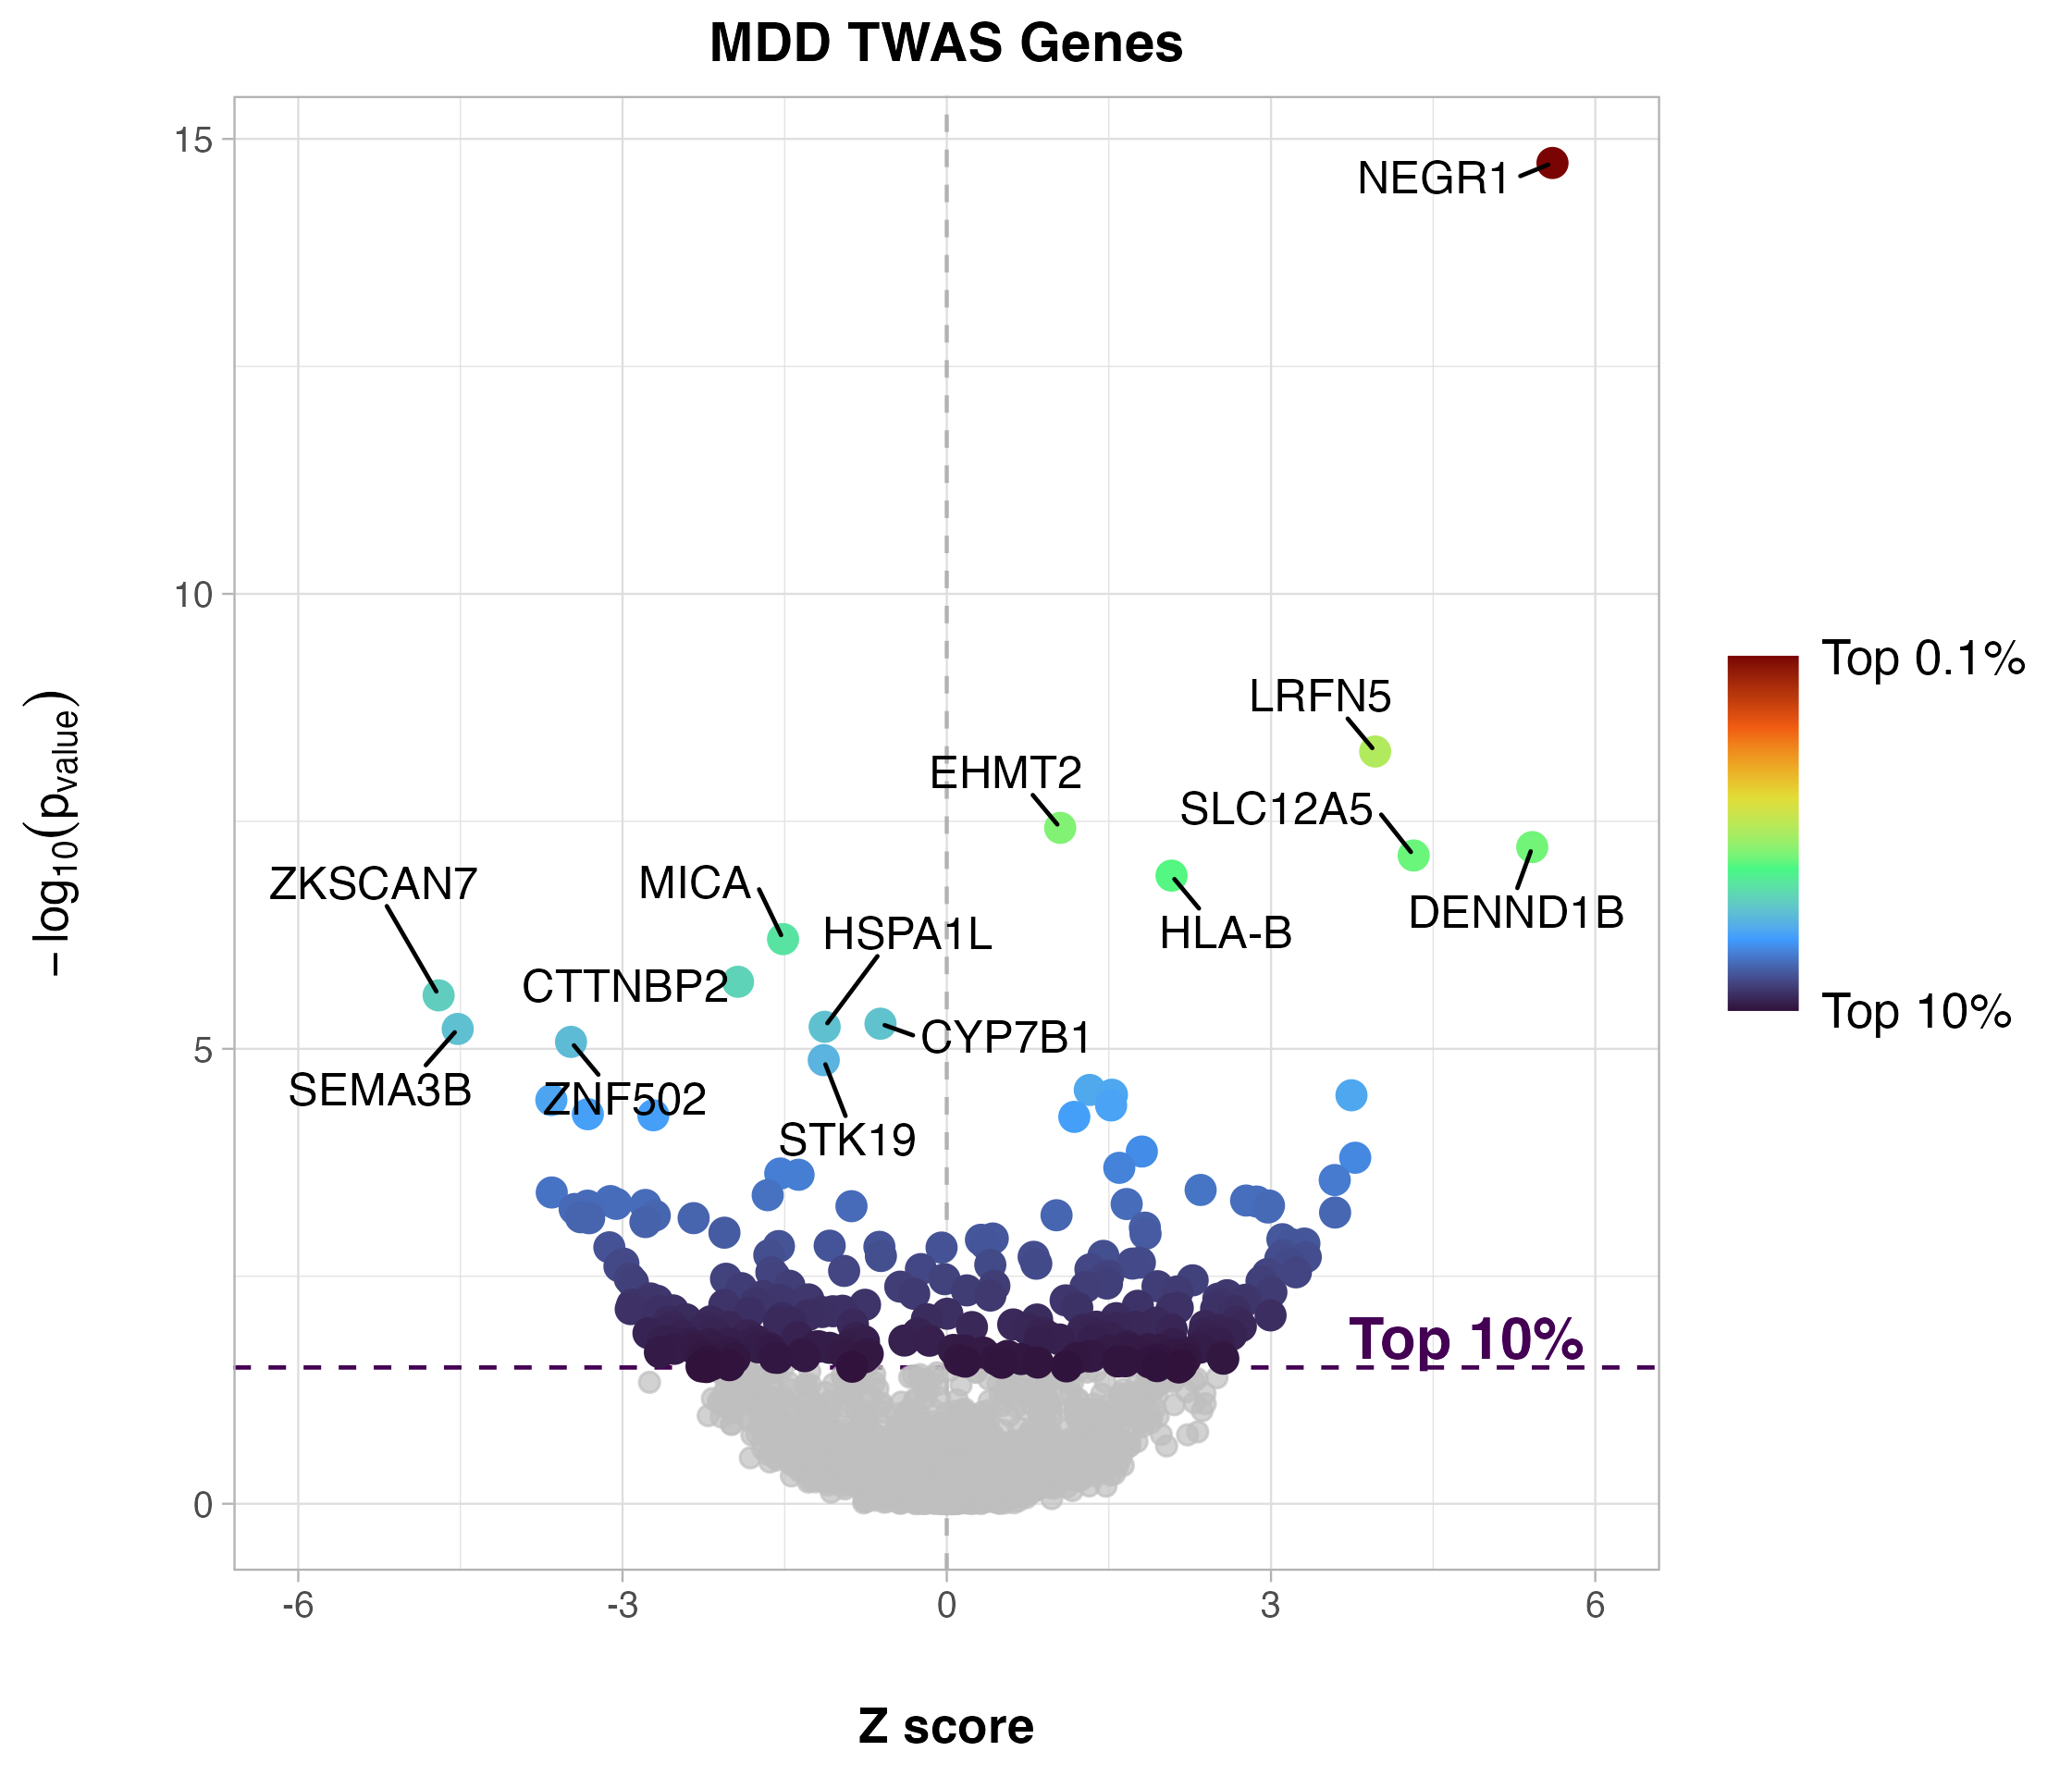 MDD TWAS Genes
15
NEGR1
10
Top 0.1%
LRFN5
EHMT2
SLC12A5
− log10(pvalue)
ZKSCAN7
MICA
DENND1B
HSPA1L
HLA-B
CTTNBP2
Top 10%
CYP7B1
5
SEMA3B
ZNF502
STK19
Top 10%
0
-6
-3
0
3
6
Z score